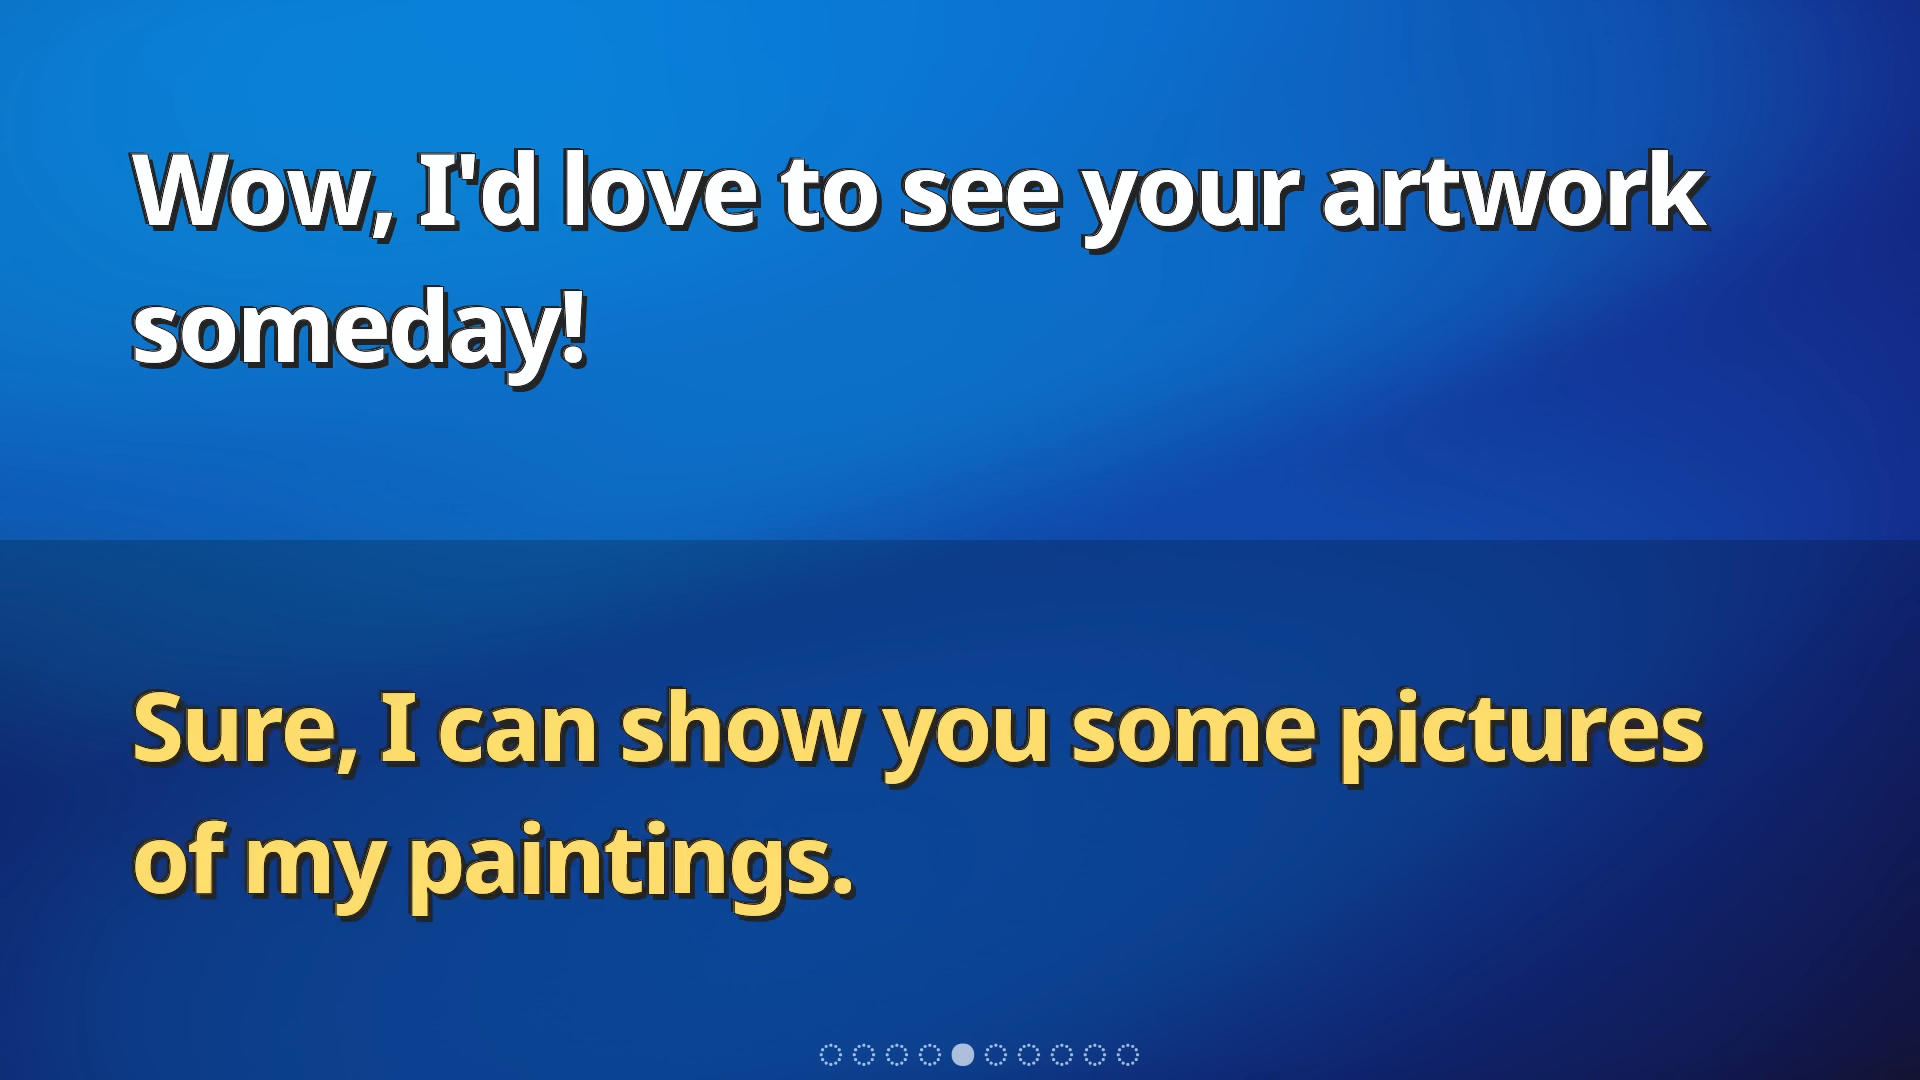 Wow, I'd love to see your artwork
someday!
Sure, I can show you some pictures
of my paintings.